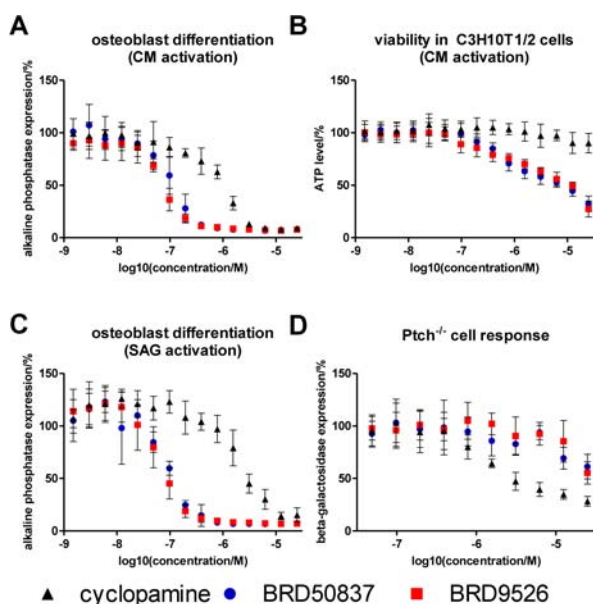 A
osteoblast differentiation
(CM activation)
alkaline phosphatase expression/%
150
100
50
0
-9 -8 -7 -6 -5
log10(concentration/M)
B
viability in C3H10T1/2 cells
(CM activation)
ATP level/%
150
100
50
0
-9 -8 -7 -6 -5
log10(concentration/M)
C
osteoblast differentiation
(SAG activation)
alkaline phosphatase expression/%
150
100
50
0
-9 -8 -7 -6 -5
log10(concentration/M)
D
Ptch-/- cell response
beta-galactosidase expression/%
150
100
50
0
-7 -6 -5
log10(concentration/M)
cyclopamine BRD50837 BRD9526